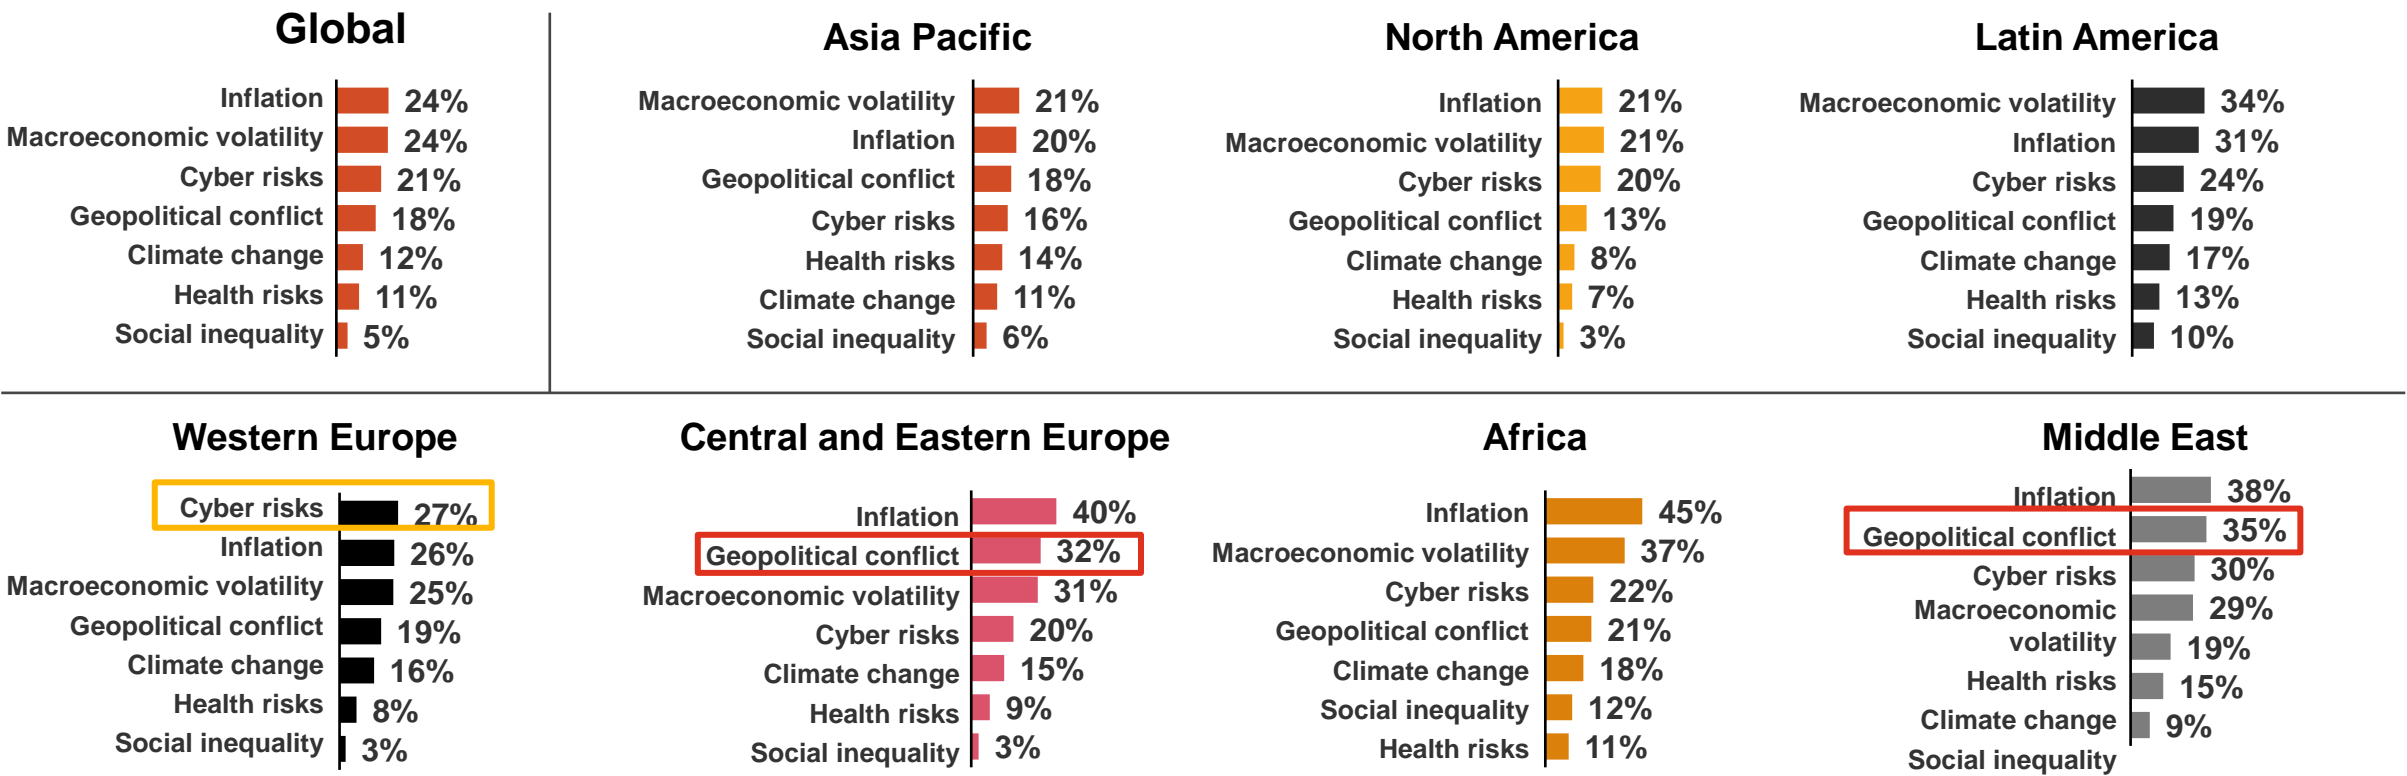 Global
Inflation 24%
Macroeconomic volatility 24%
Cyber risks 21%
Geopolitical conflict 18%
Climate change 12%
Health risks 11%
Social inequality 5%
Asia Pacific
Macroeconomic volatility 21%
Inflation 20%
Geopolitical conflict 18%
Cyber risks 16%
Health risks 14%
Climate change 11%
Social inequality 6%
North America
Inflation 21%
Macroeconomic volatility 21%
Cyber risks 20%
Geopolitical conflict 13%
Climate change 8%
Health risks 7%
Social inequality 3%
Latin America
Macroeconomic volatility 34%
Inflation 31%
Cyber risks 24%
Geopolitical conflict 19%
Climate change 17%
Health risks 13%
Social inequality 10%
Western Europe
Cyber risks 27%
Inflation 26%
Macroeconomic volatility 25%
Geopolitical conflict 19%
Climate change 16%
Health risks 8%
Social inequality 3%
Central and Eastern Europe
Inflation 40%
Geopolitical conflict 32%
Macroeconomic volatility 31%
Cyber risks 20%
Climate change 15%
Health risks 9%
Social inequality 3%
Africa
Inflation 45%
Macroeconomic volatility 37%
Cyber risks 22%
Geopolitical conflict 21%
Climate change 18%
Social inequality 12%
Health risks 11%
Middle East
Inflation 38%
Geopolitical conflict 35%
Cyber risks 30%
Macroeconomic 29%
volatility 19%
Health risks 15%
Climate change 9%
Social inequality